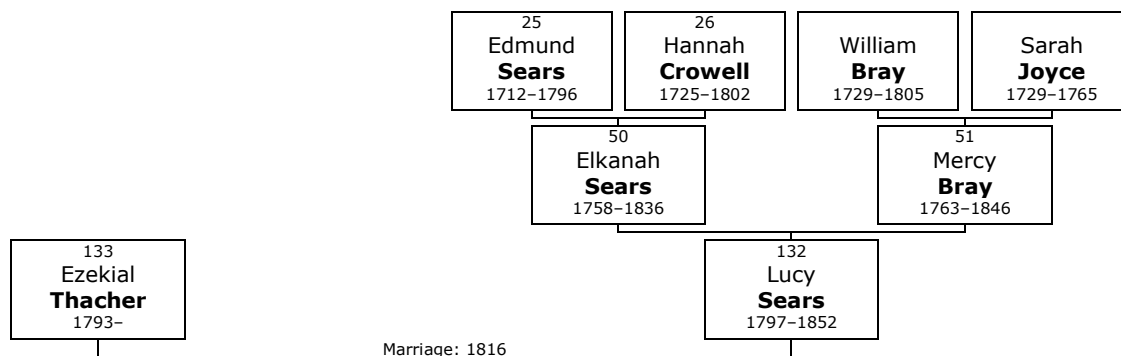 25
Edmund
Sears
1712–1796
26
Hannah
Crowell
1725–1802
William
Bray
1729–1805
Sarah
Joyce
1729–1765
50
Elkanah
Sears
1758–1836
51
Mercy
Bray
1763–1846
133
Ezekial
Thacher
1793–
132
Lucy
Sears
1797–1852
Marriage: 1816